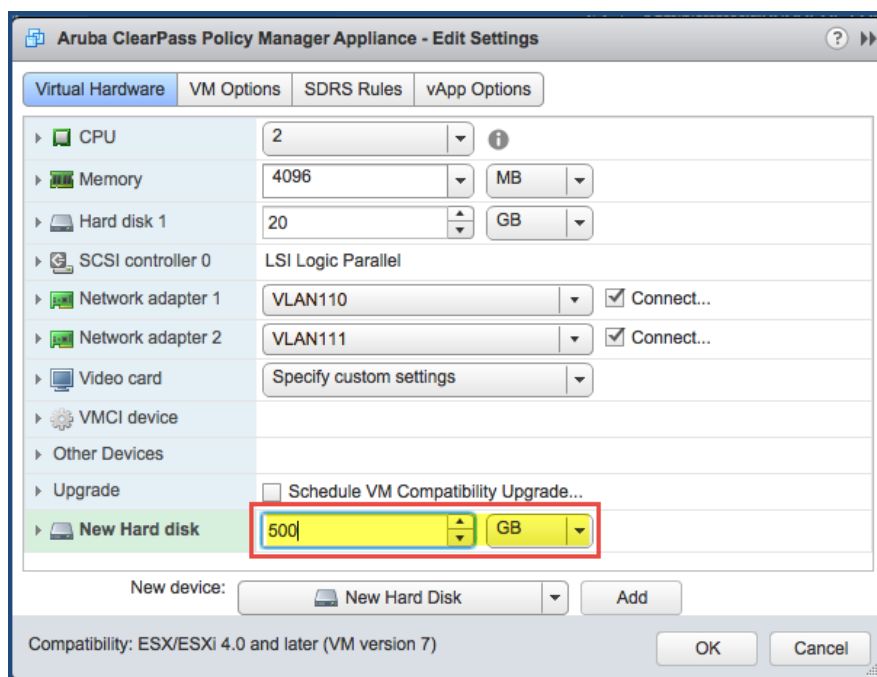 Aruba ClearPass Policy Manager Appliance - Edit Settings ?
Virtual Hardware VM Options SDRS Rules vApp Options
CPU 2
Memory 4096 MB
Hard disk 1 20 GB
SCSI controller 0 LSI Logic Parallel
Network adapter 1 VLAN110 Connect...
Network adapter 2 VLAN111 Connect...
Video card Specify custom settings
VMCI device
Other Devices
Upgrade Schedule VM Compatibility Upgrade...
New Hard disk 500 GB
New device: New Hard Disk Add
Compatibility: ESX/ESXi 4.0 and later (VM version 7) OK Cancel